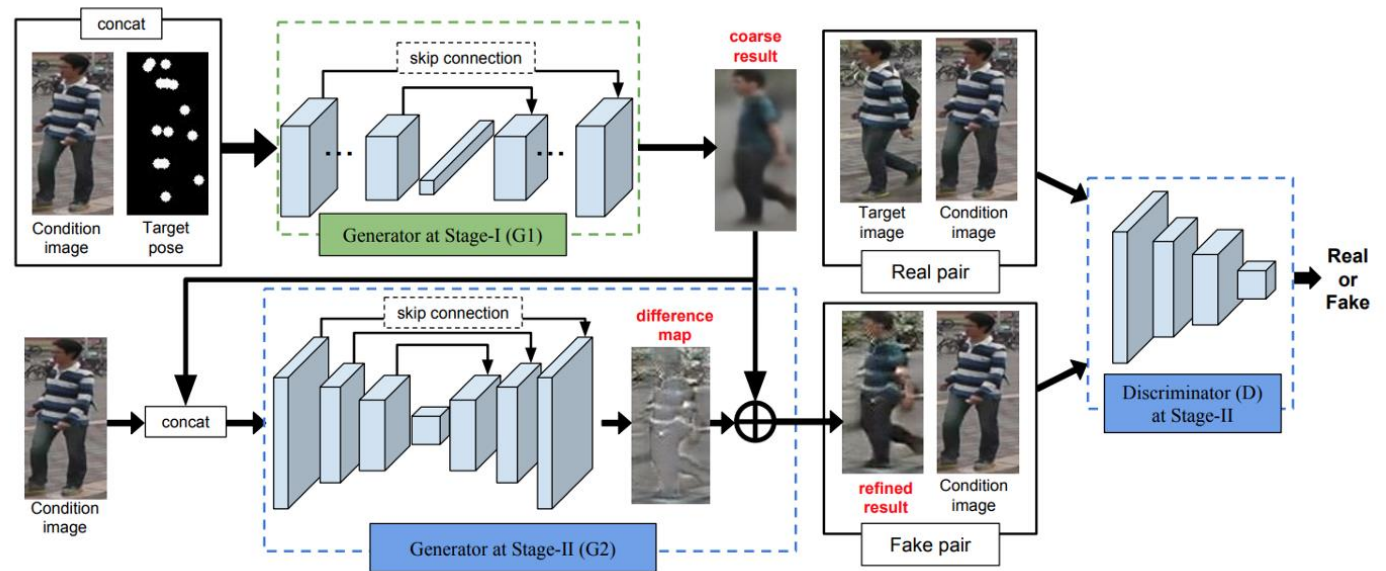 concat
Condition
image
Target
pose
skip connection
Generator at Stage-I (G1)
coarse
result
Target
image
Condition
image
Real pair
Condition
image
concat
skip connection
Generator at Stage-II (G2)
difference
map
refined
result
Condition
image
Fake pair
Discriminator (D)
at Stage-II
Real
or
Fake